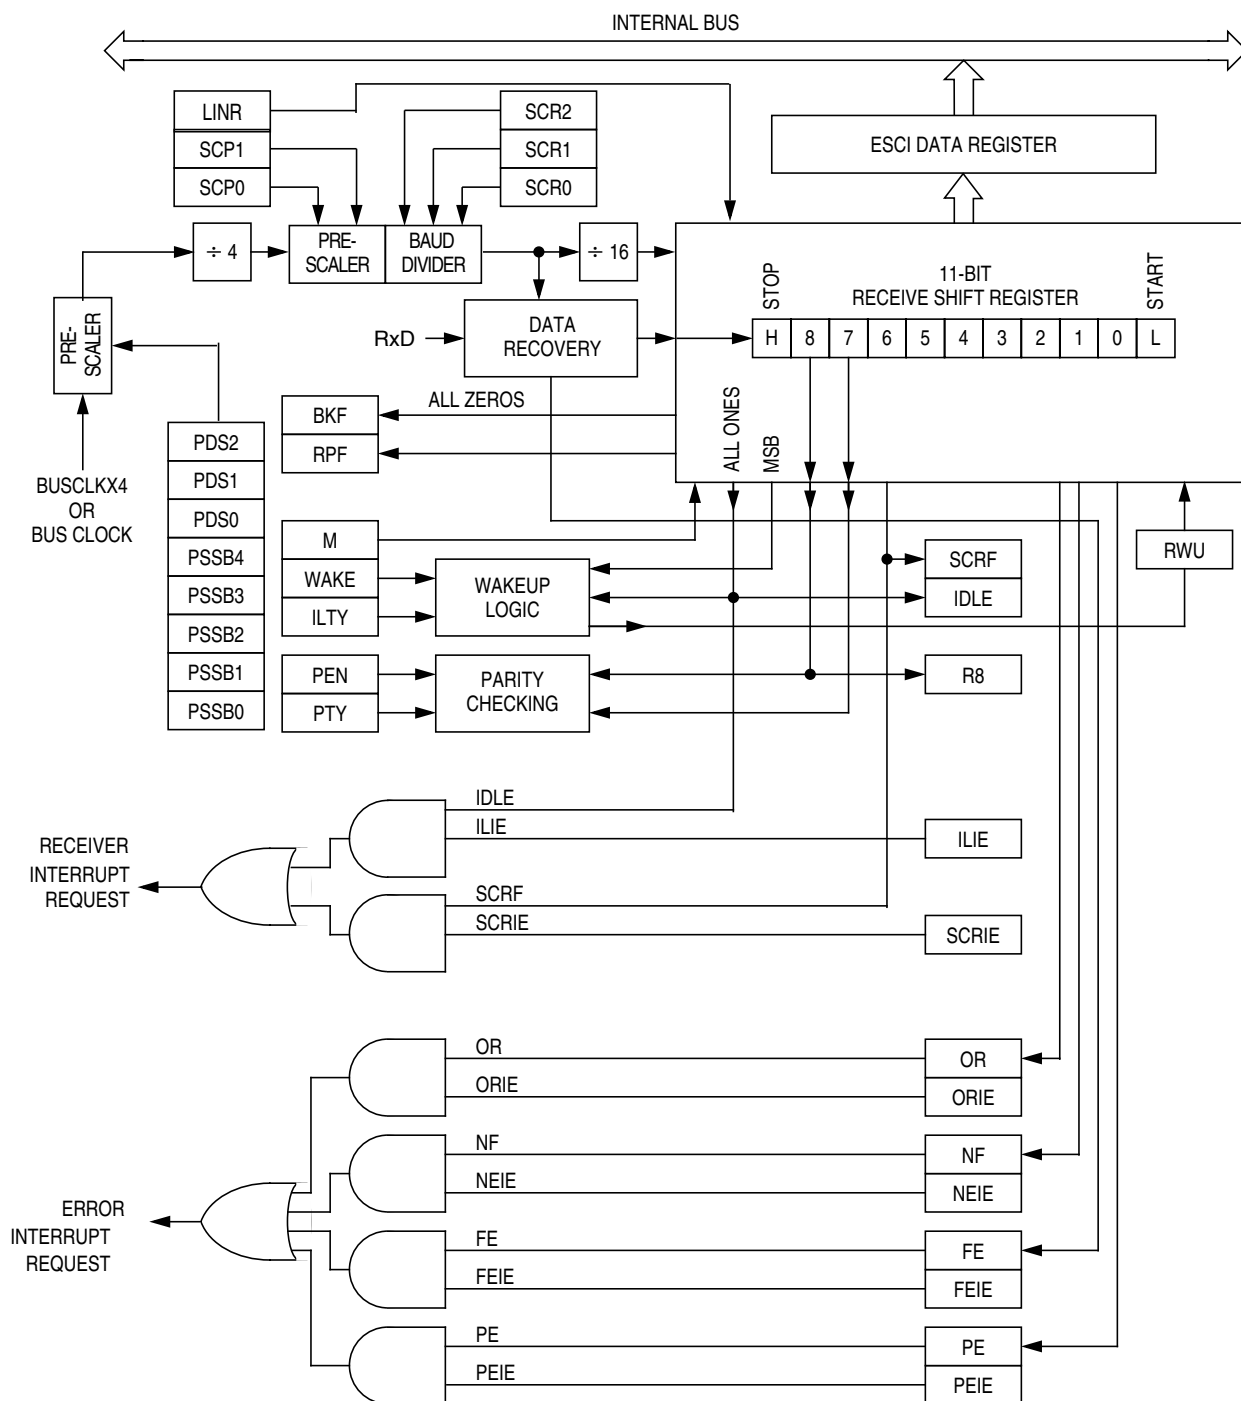 INTERNAL BUS
LINR
SCP1
SCP0
SCR2
SCR1
SCR0
ESCI DATA REGISTER
÷ 4
PRE-
SCALER
BAUD
DIVIDER
÷ 16
PRE-
SCALER
RxD
DATA
RECOVERY
STOP
11-BIT
RECEIVE SHIFT REGISTER
START
H 8 7 6 5 4 3 2 1 0 L
ALL ZEROS
ALL ONES
MSB
BKF
RPF
BUSCLKX4
OR
BUS CLOCK
PDS2
PDS1
PDS0
PSSB4
PSSB3
PSSB2
PSSB1
PSSB0
M
WAKE
ILTY
WAKEUP
LOGIC
PEN
PTY
PARITY
CHECKING
SCRF
IDLE
RWU
R8
RECEIVER
INTERRUPT
REQUEST
IDLE
ILIE
ILIE
SCRF
SCRIE
SCRIE
OR
ORIE
OR
ORIE
NF
NEIE
NF
NEIE
ERROR
INTERRUPT
REQUEST
FE
FEIE
FE
FEIE
PE
PEIE
PE
PEIE